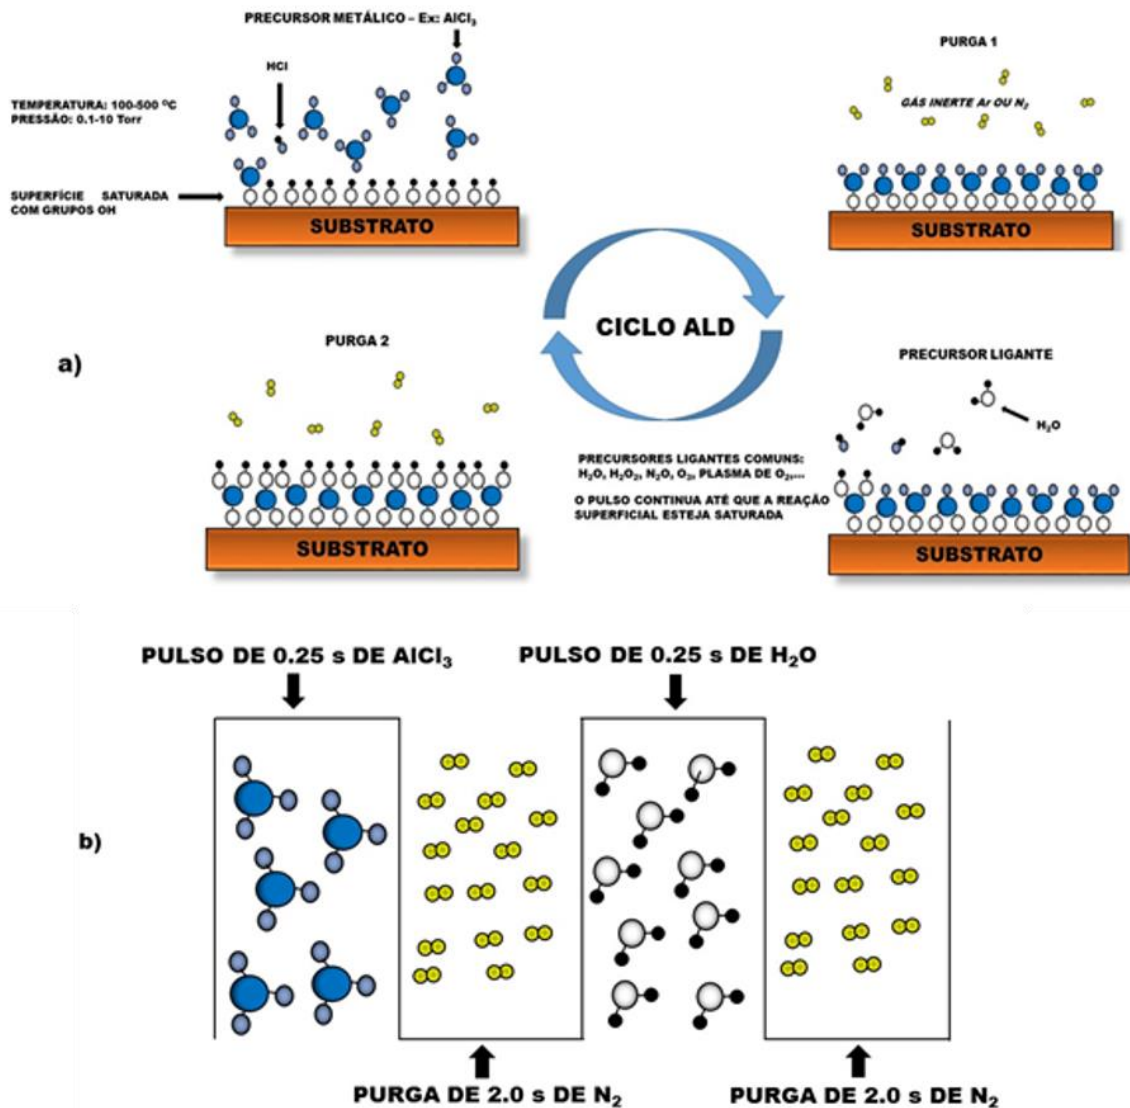 PRECURSOR METÁLICO – Ex: AlCl₃
HCl
TEMPERATURA: 100-500 ⁰C
PRESSÃO: 0.1-10 Torr
SUPERFÍCIE SATURADA
COM GRUPOS OH
SUBSTRATO
PURGA 1
GÁS INERTE Ar OU N₂
SUBSTRATO
CICLO ALD
a)
PURGA 2
SUBSTRATO
PRECURSOR LIGANTE
H₂O
PRECURSORES LIGANTES COMUNS:
H₂O, H₂O₂, N₂O, O₃, PLASMA DE O₂,...
O PULSO CONTINUA ATÉ QUE A REAÇÃO
SUPERFICIAL ESTEJA SATURADA
SUBSTRATO
PULSO DE 0.25 s DE AlCl₃
PULSO DE 0.25 s DE H₂O
b)
PURGA DE 2.0 s DE N₂
PURGA DE 2.0 s DE N₂